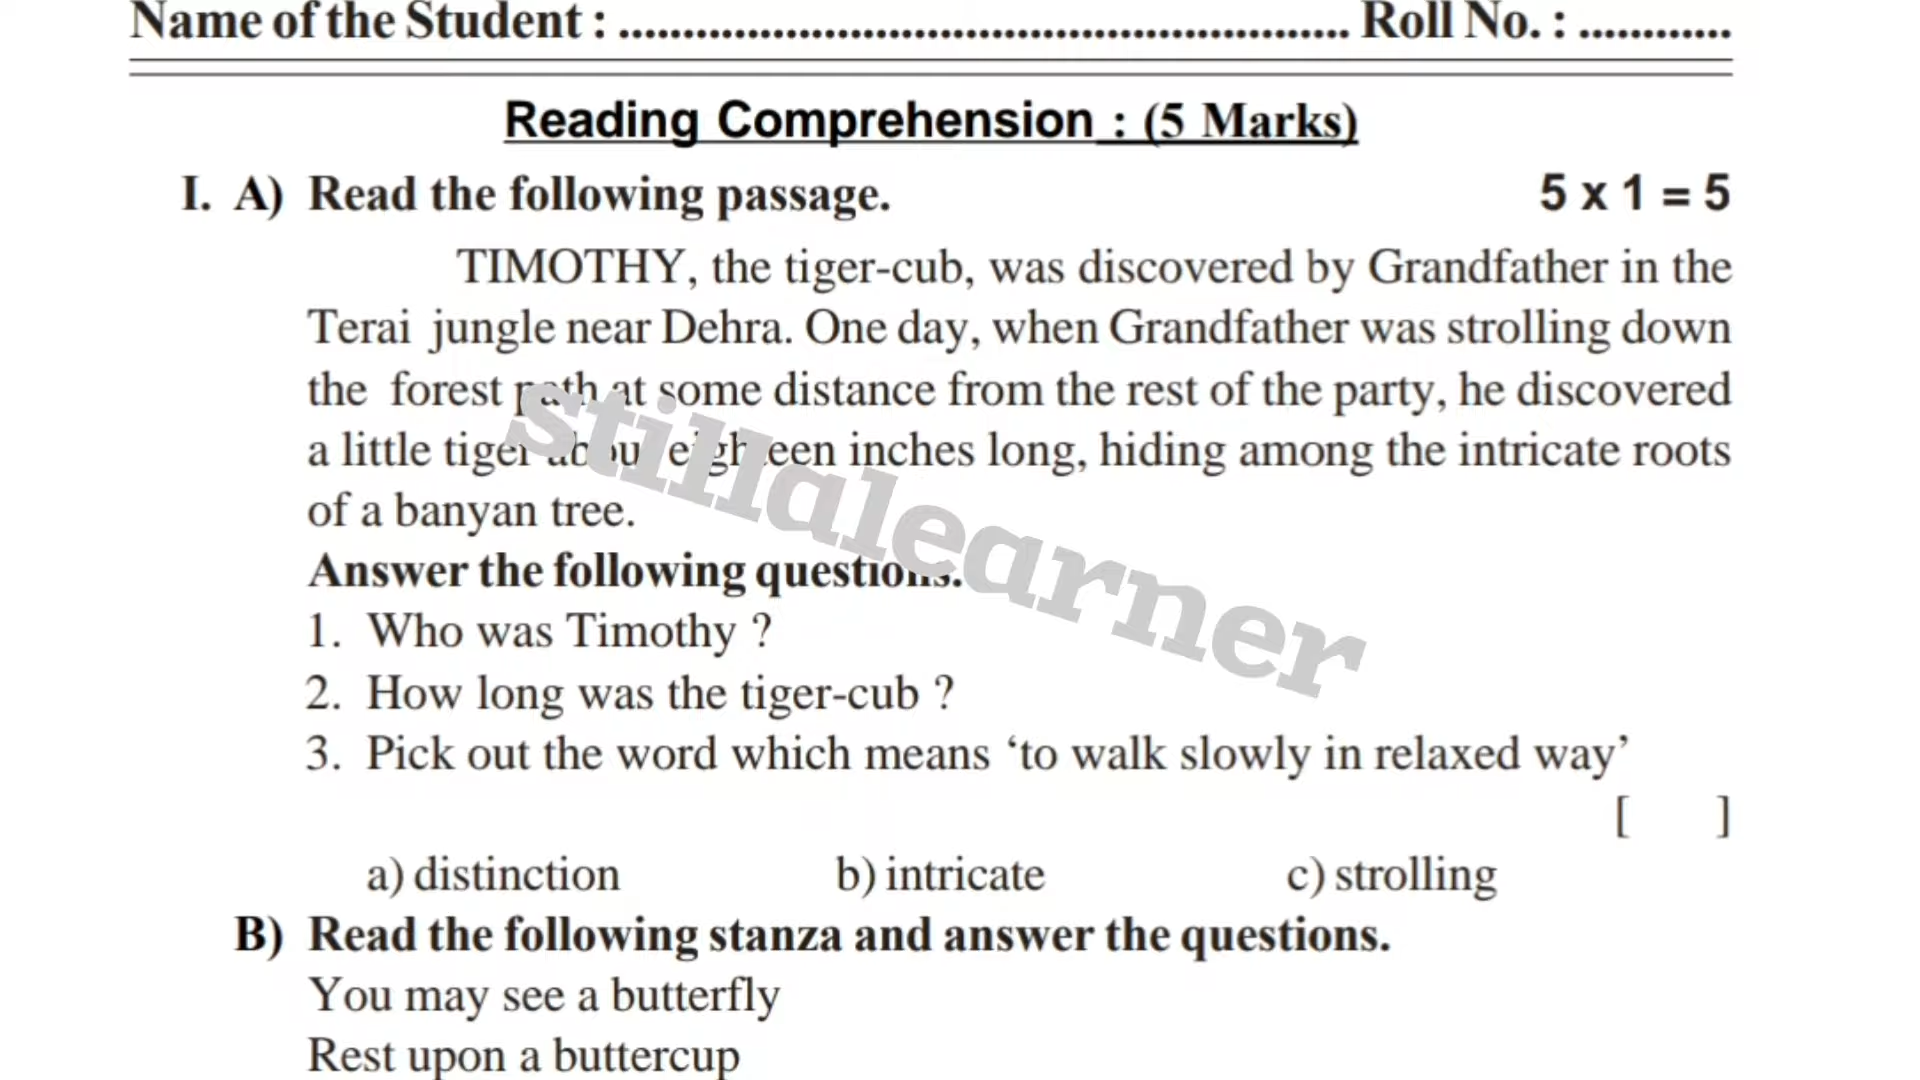 Name of the Student : ......................................................... Roll No. : ............
Reading Comprehension : (5 Marks)
I. A) Read the following passage. 5 x 1 = 5
TIMOTHY, the tiger-cub, was discovered by Grandfather in the
Terai jungle near Dehra. One day, when Grandfather was strolling down
the forest path at some distance from the rest of the party, he discovered
a little tiger about eighteen inches long, hiding among the intricate roots
of a banyan tree.
stillalearner
Answer the following questions.
1. Who was Timothy ?
2. How long was the tiger-cub ?
3. Pick out the word which means ‘to walk slowly in relaxed way’
[ ]
a) distinction b) intricate c) strolling
B) Read the following stanza and answer the questions.
You may see a butterfly
Rest upon a buttercup